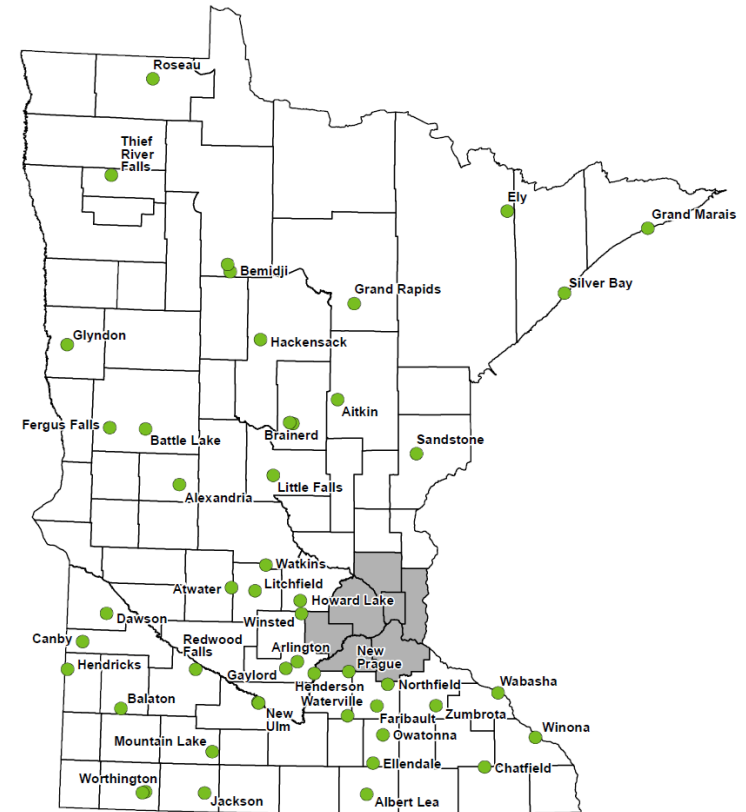 Roseau
Thief
River
Falls
Ely
Grand Marais
Bemidji
Silver Bay
Grand Rapids
Glyndon
Hackensack
Aitkin
Fergus Falls
Battle Lake
Brainerd
Sandstone
Alexandria
Little Falls
Watkins
Atwater
Litchfield
Howard Lake
Winsted
Dawson
Canby
Redwood
Falls
Arlington
New
Prague
Hendricks
Gaylord
Henderson
Northfield
Wabasha
Waterville
Balaton
New
Ulm
Faribault
Zumbrota
Owatonna
Winona
Mountain Lake
Ellendale
Chatfield
Worthington
Jackson
Albert Lea